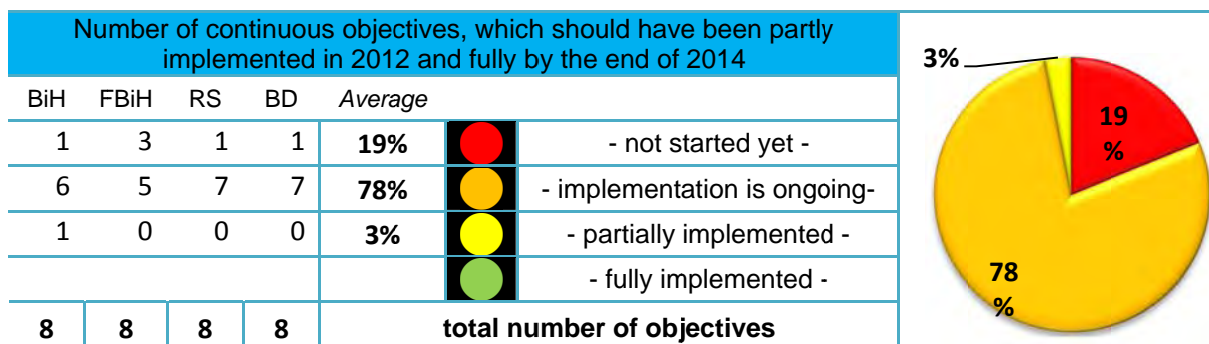 Number of continuous objectives, which should have been partly
implemented in 2012 and fully by the end of 2014
BiH FBiH RS BD Average
1 3 1 1 19% - not started yet -
6 5 7 7 78% - implementation is ongoing-
1 0 0 0 3% - partially implemented -
- fully implemented -
8 8 8 8 total number of objectives
3%
19
%
78
%